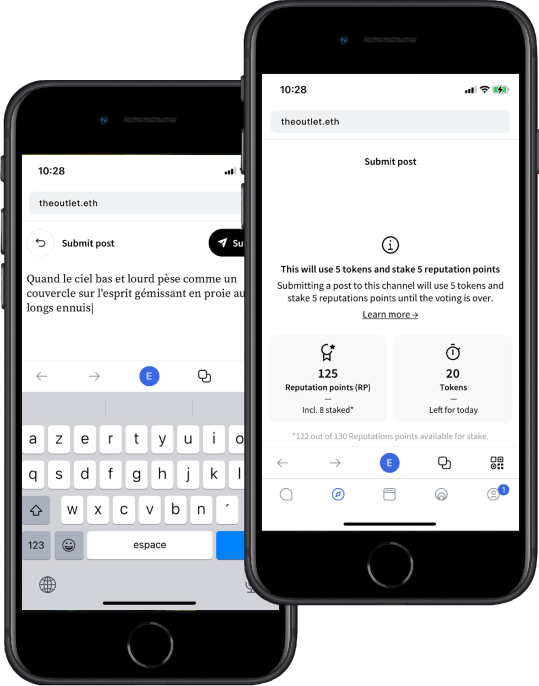 10:28
theoutlet.eth
Submit post
Su
Quand le ciel bas et lourd pèse comme un
couvercle sur l'esprit gémissant en proie au
longs ennuis
E
a z e r t y u i o
q s d f g h j k l
w x c v b n ´
123 espace
10:28
theoutlet.eth
Submit post
This will use 5 tokens and stake 5 reputation points
Submitting a post to this channel will use 5 tokens and
stake 5 reputations points until the voting is over.
Learn more →
125
Reputation points (RP)
—
Incl. 8 staked*
20
Tokens
—
Left for today
*122 out of 130 Reputations points available for stake.
E
1